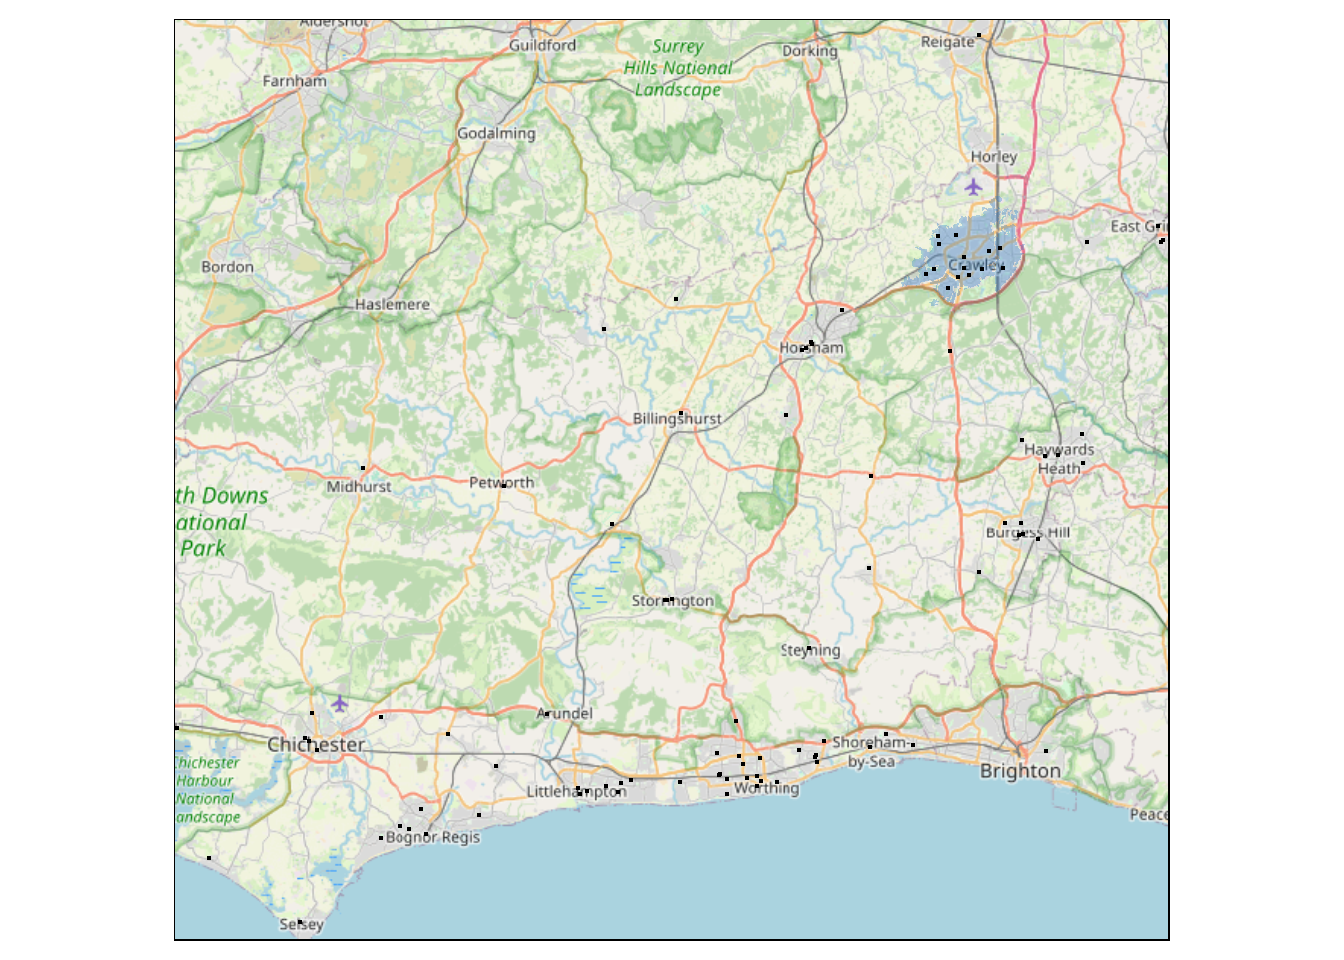 Aldershot
Guildford
Surrey
Hills National
Landscape
Dorking
Reigate
Farnham
Godalming
Horley
East Gri
Bordon
Crawley
Haslemere
Horsham
Billingshurst
Haywards
Heath
Midhurst
Petworth
th Downs
ational
Park
Burgess Hill
Storrington
Steyning
Arundel
Chichester
Shoreham-
by-Sea
Brighton
Chichester
Harbour
National
andscape
Littlehampton
Worthing
Peace
Bognor Regis
Selsey